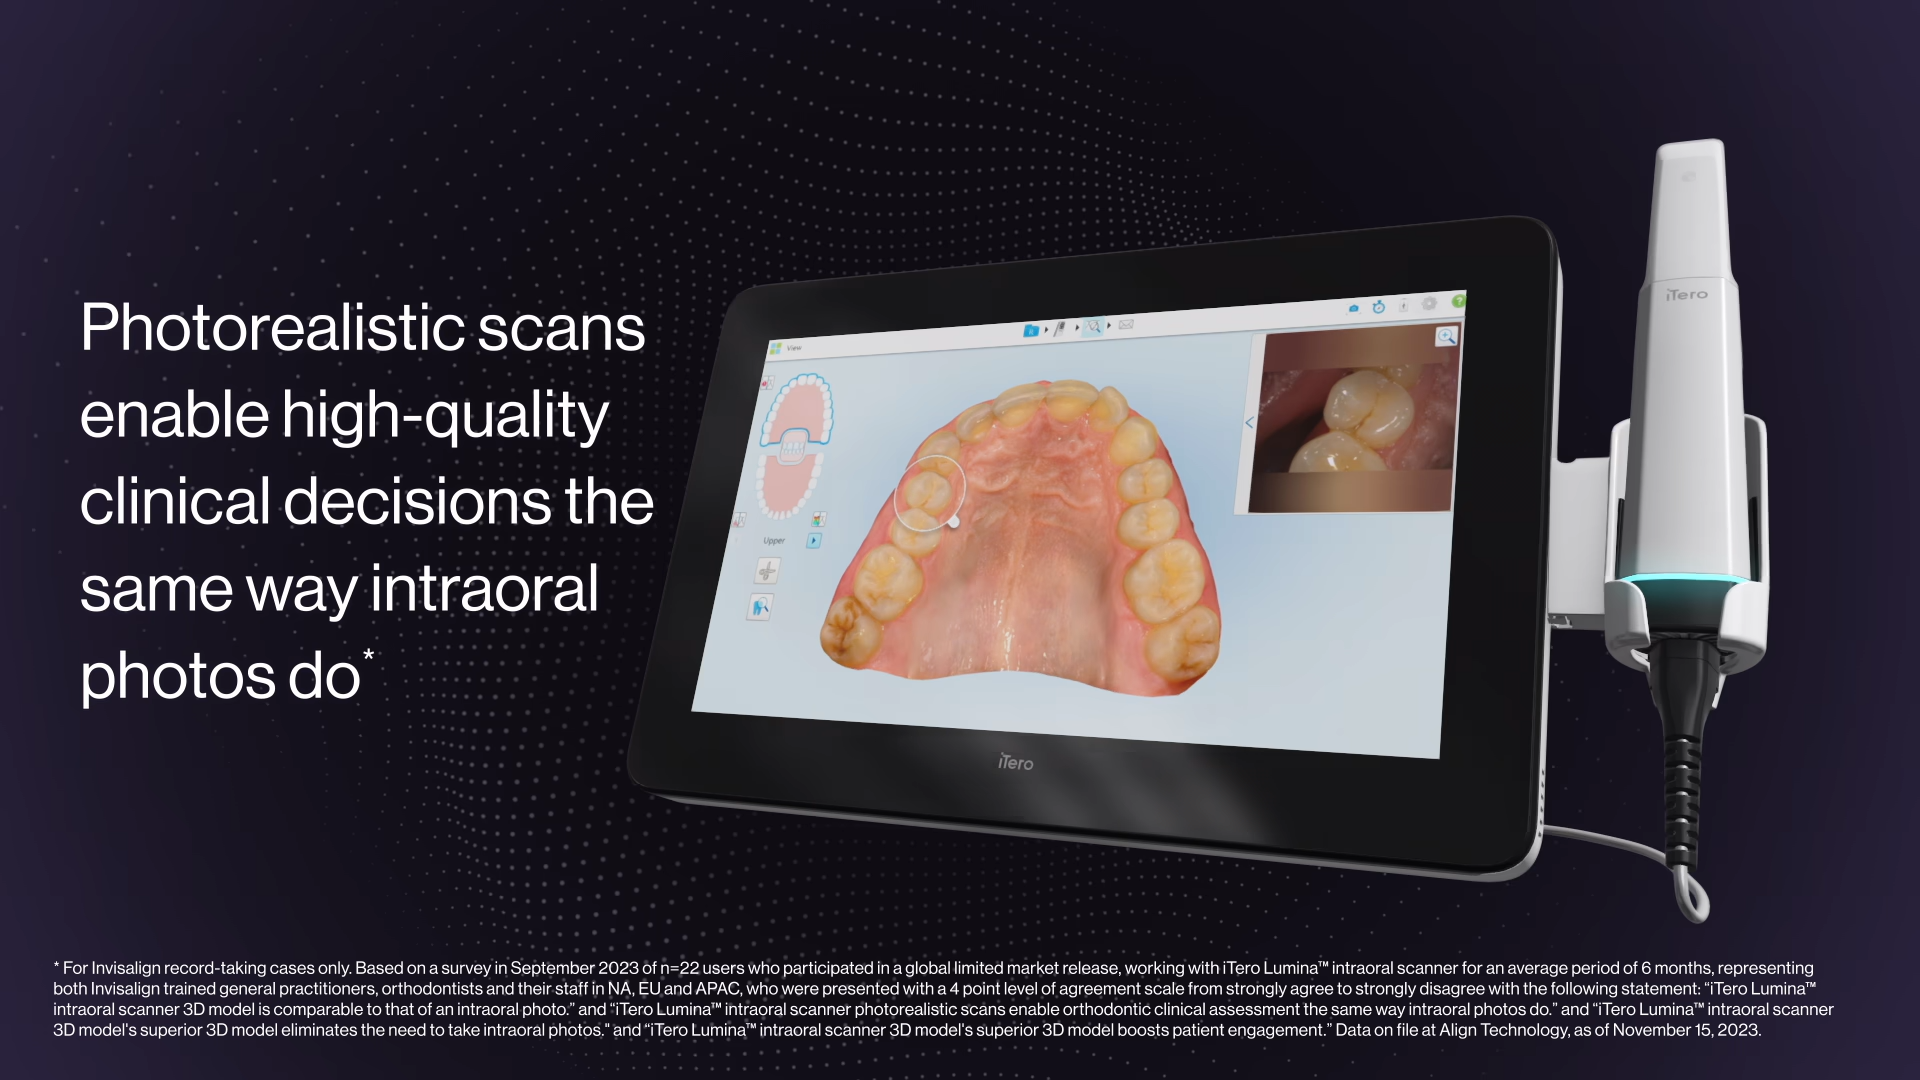 Photorealistic scans
enable high-quality
clinical decisions the
same way intraoral
photos do*
View
Upper
iTero
iTero
* For Invisalign record-taking cases only. Based on a survey in September 2023 of n=22 users who participated in a global limited market release, working with iTero Lumina™ intraoral scanner for an average period of 6 months, representing
both Invisalign trained general practitioners, orthodontists and their staff in NA, EU and APAC, who were presented with a 4 point level of agreement scale from strongly agree to strongly disagree with the following statement: “iTero Lumina™
intraoral scanner 3D model is comparable to that of an intraoral photo.” and “iTero Lumina™ intraoral scanner photorealistic scans enable orthodontic clinical assessment the same way intraoral photos do.” and “iTero Lumina™ intraoral scanner
3D model's superior 3D model eliminates the need to take intraoral photos," and “iTero Lumina™ intraoral scanner 3D model's superior 3D model boosts patient engagement.” Data on file at Align Technology, as of November 15, 2023.